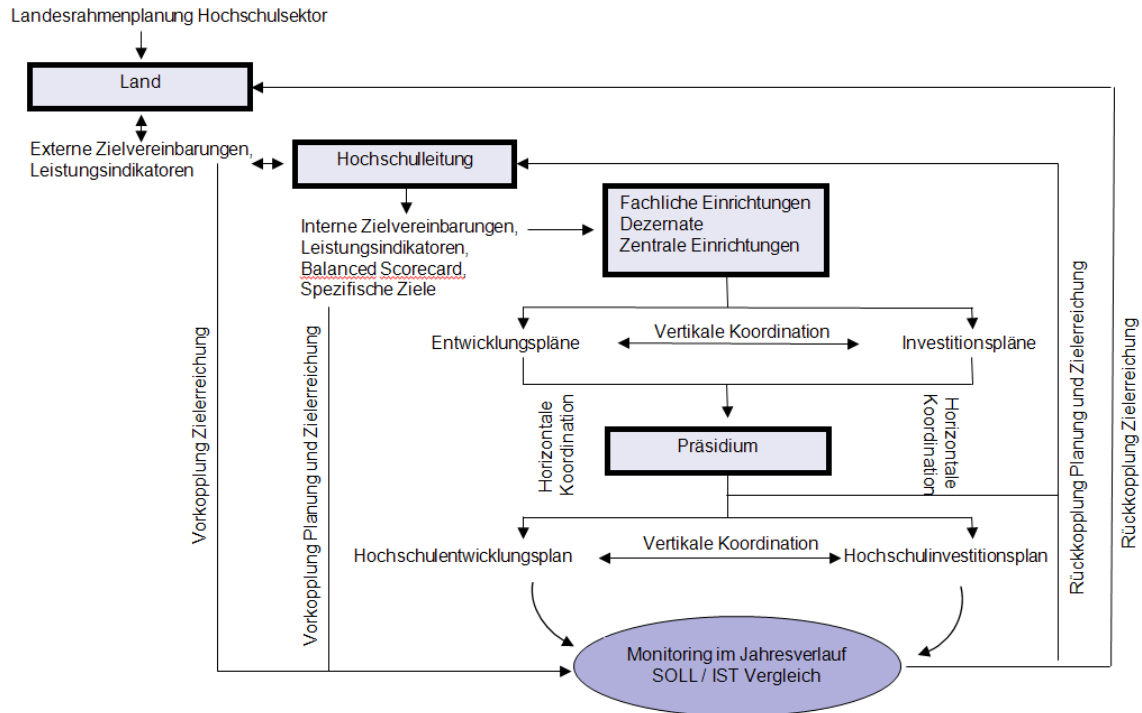 Landesrahmenplanung Hochschulsektor
Land
Externe Zielvereinbarungen,
Leistungsindikatoren
Hochschulleitung
Interne Zielvereinbarungen,
Leistungsindikatoren,
Balanced Scorecard,
Spezifische Ziele
Fachliche Einrichtungen
Dezernate
Zentrale Einrichtungen
Entwicklungspläne
Vertikale Koordination
Investitionspläne
Horizontale
Koordination
Präsidium
Horizontale
Koordination
Hochschulentwicklungsplan
Vertikale Koordination
Hochschulinvestitionsplan
Monitoring im Jahresverlauf
SOLL / IST Vergleich
Vorkopplung Zielerreichung
Vorkopplung Planung und Zielerreichung
Rückkopplung Planung und Zielerreichung
Rückkopplung Zielerreichung